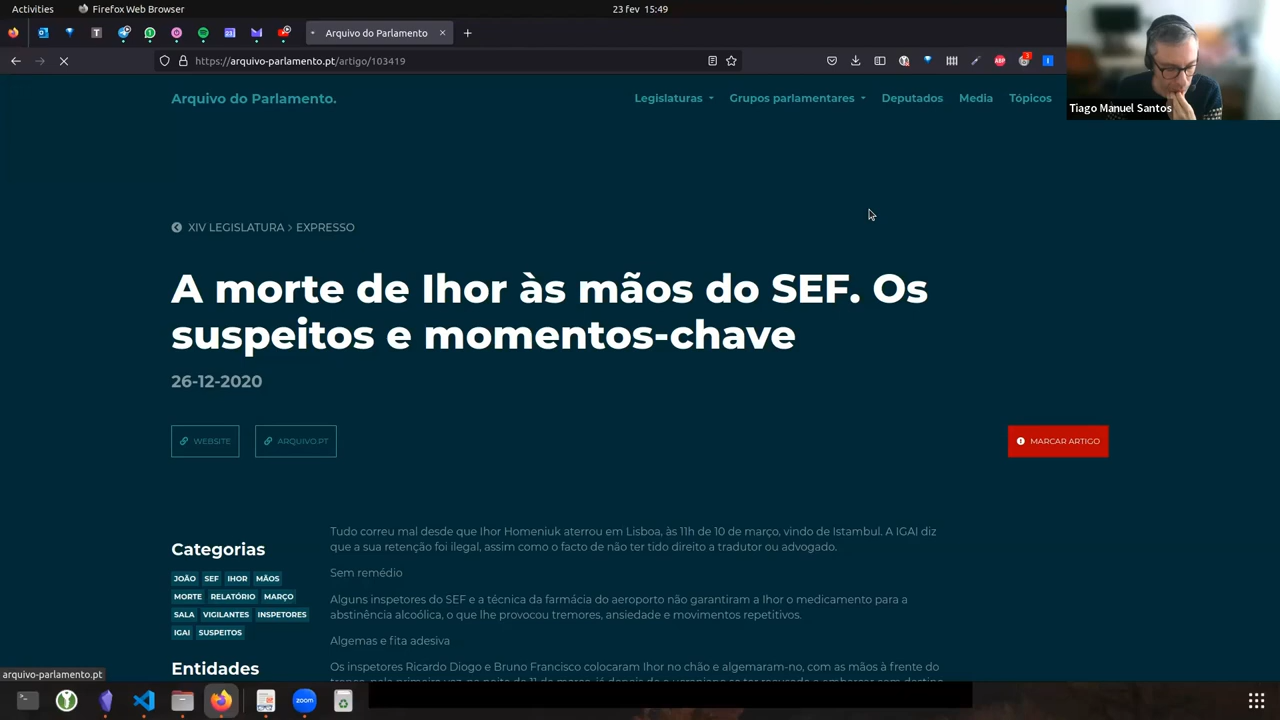 Activities
Firefox Web Browser
23 fev 15:49
Arquivo do Parlamento
https://arquivo-parlamento.pt/artigo/103419
Tiago Manuel Santos
Arquivo do Parlamento.
Legislaturas
Grupos parlamentares
Deputados
Media
Tópicos
XIV LEGISLATURA > EXPRESSO
A morte de Ihor às mãos do SEF. Os
suspeitos e momentos-chave
26-12-2020
WEBSITE
ARQUIVO.PT
MARCAR ARTIGO
Categorias
JOÃO SEF IHOR MÃOS
MORTE RELATÓRIO MARÇO
SALA VIGILANTES INSPETORES
IGAI SUSPEITOS
Entidades
Tudo correu mal desde que Ihor Homeniuk aterrou em Lisboa, às 11h de 10 de março, vindo de Istambul. A IGAI diz
que a sua retenção foi ilegal, assim como o facto de não ter tido direito a tradutor ou advogado.
Sem remédio
Alguns inspetores do SEF e a técnica da farmácia do aeroporto não garantiram a Ihor o medicamento para a
abstinência alcoólica, o que lhe provocou tremores, ansiedade e movimentos repetitivos.
Algemas e fita adesiva
Os inspetores Ricardo Diogo e Bruno Francisco colocaram Ihor no chão e algemaram-no, com as mãos à frente do
arquivo-parlamento.pt
zoom